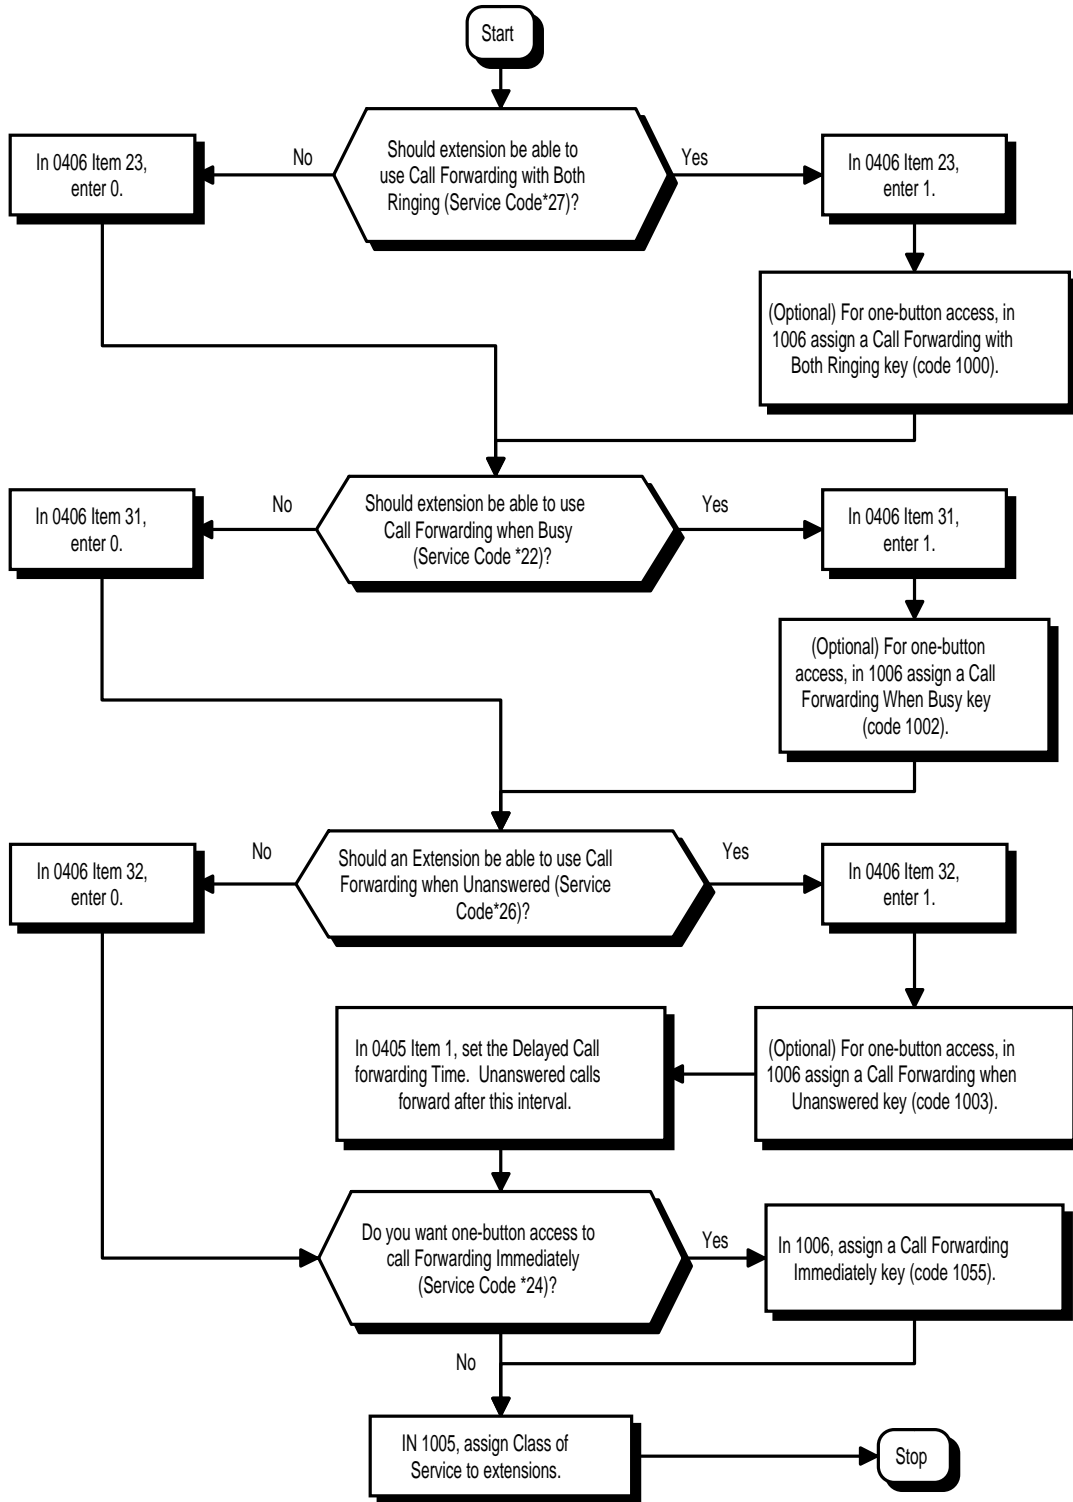 Start
Should extension be able to
use Call Forwarding with Both
Ringing (Service Code*27)?
No
Yes
In 0406 Item 23,
enter 0.
In 0406 Item 23,
enter 1.
(Optional) For one-button access, in
1006 assign a Call Forwarding with
Both Ringing key (code 1000).
Should extension be able to use
Call Forwarding when Busy
(Service Code *22)?
No
Yes
In 0406 Item 31,
enter 0.
In 0406 Item 31,
enter 1.
(Optional) For one-button
access, in 1006 assign a Call
Forwarding When Busy key
(code 1002).
Should an Extension be able to use Call
Forwarding when Unanswered (Service
Code*26)?
No
Yes
In 0406 Item 32,
enter 0.
In 0406 Item 32,
enter 1.
(Optional) For one-button access, in
1006 assign a Call Forwarding when
Unanswered key (code 1003).
In 0405 Item 1, set the Delayed Call
forwarding Time. Unanswered calls
forward after this interval.
Do you want one-button access to
call Forwarding Immediately
(Service Code *24)?
Yes
In 1006, assign a Call Forwarding
Immediately key (code 1055).
No
IN 1005, assign Class of
Service to extensions.
Stop